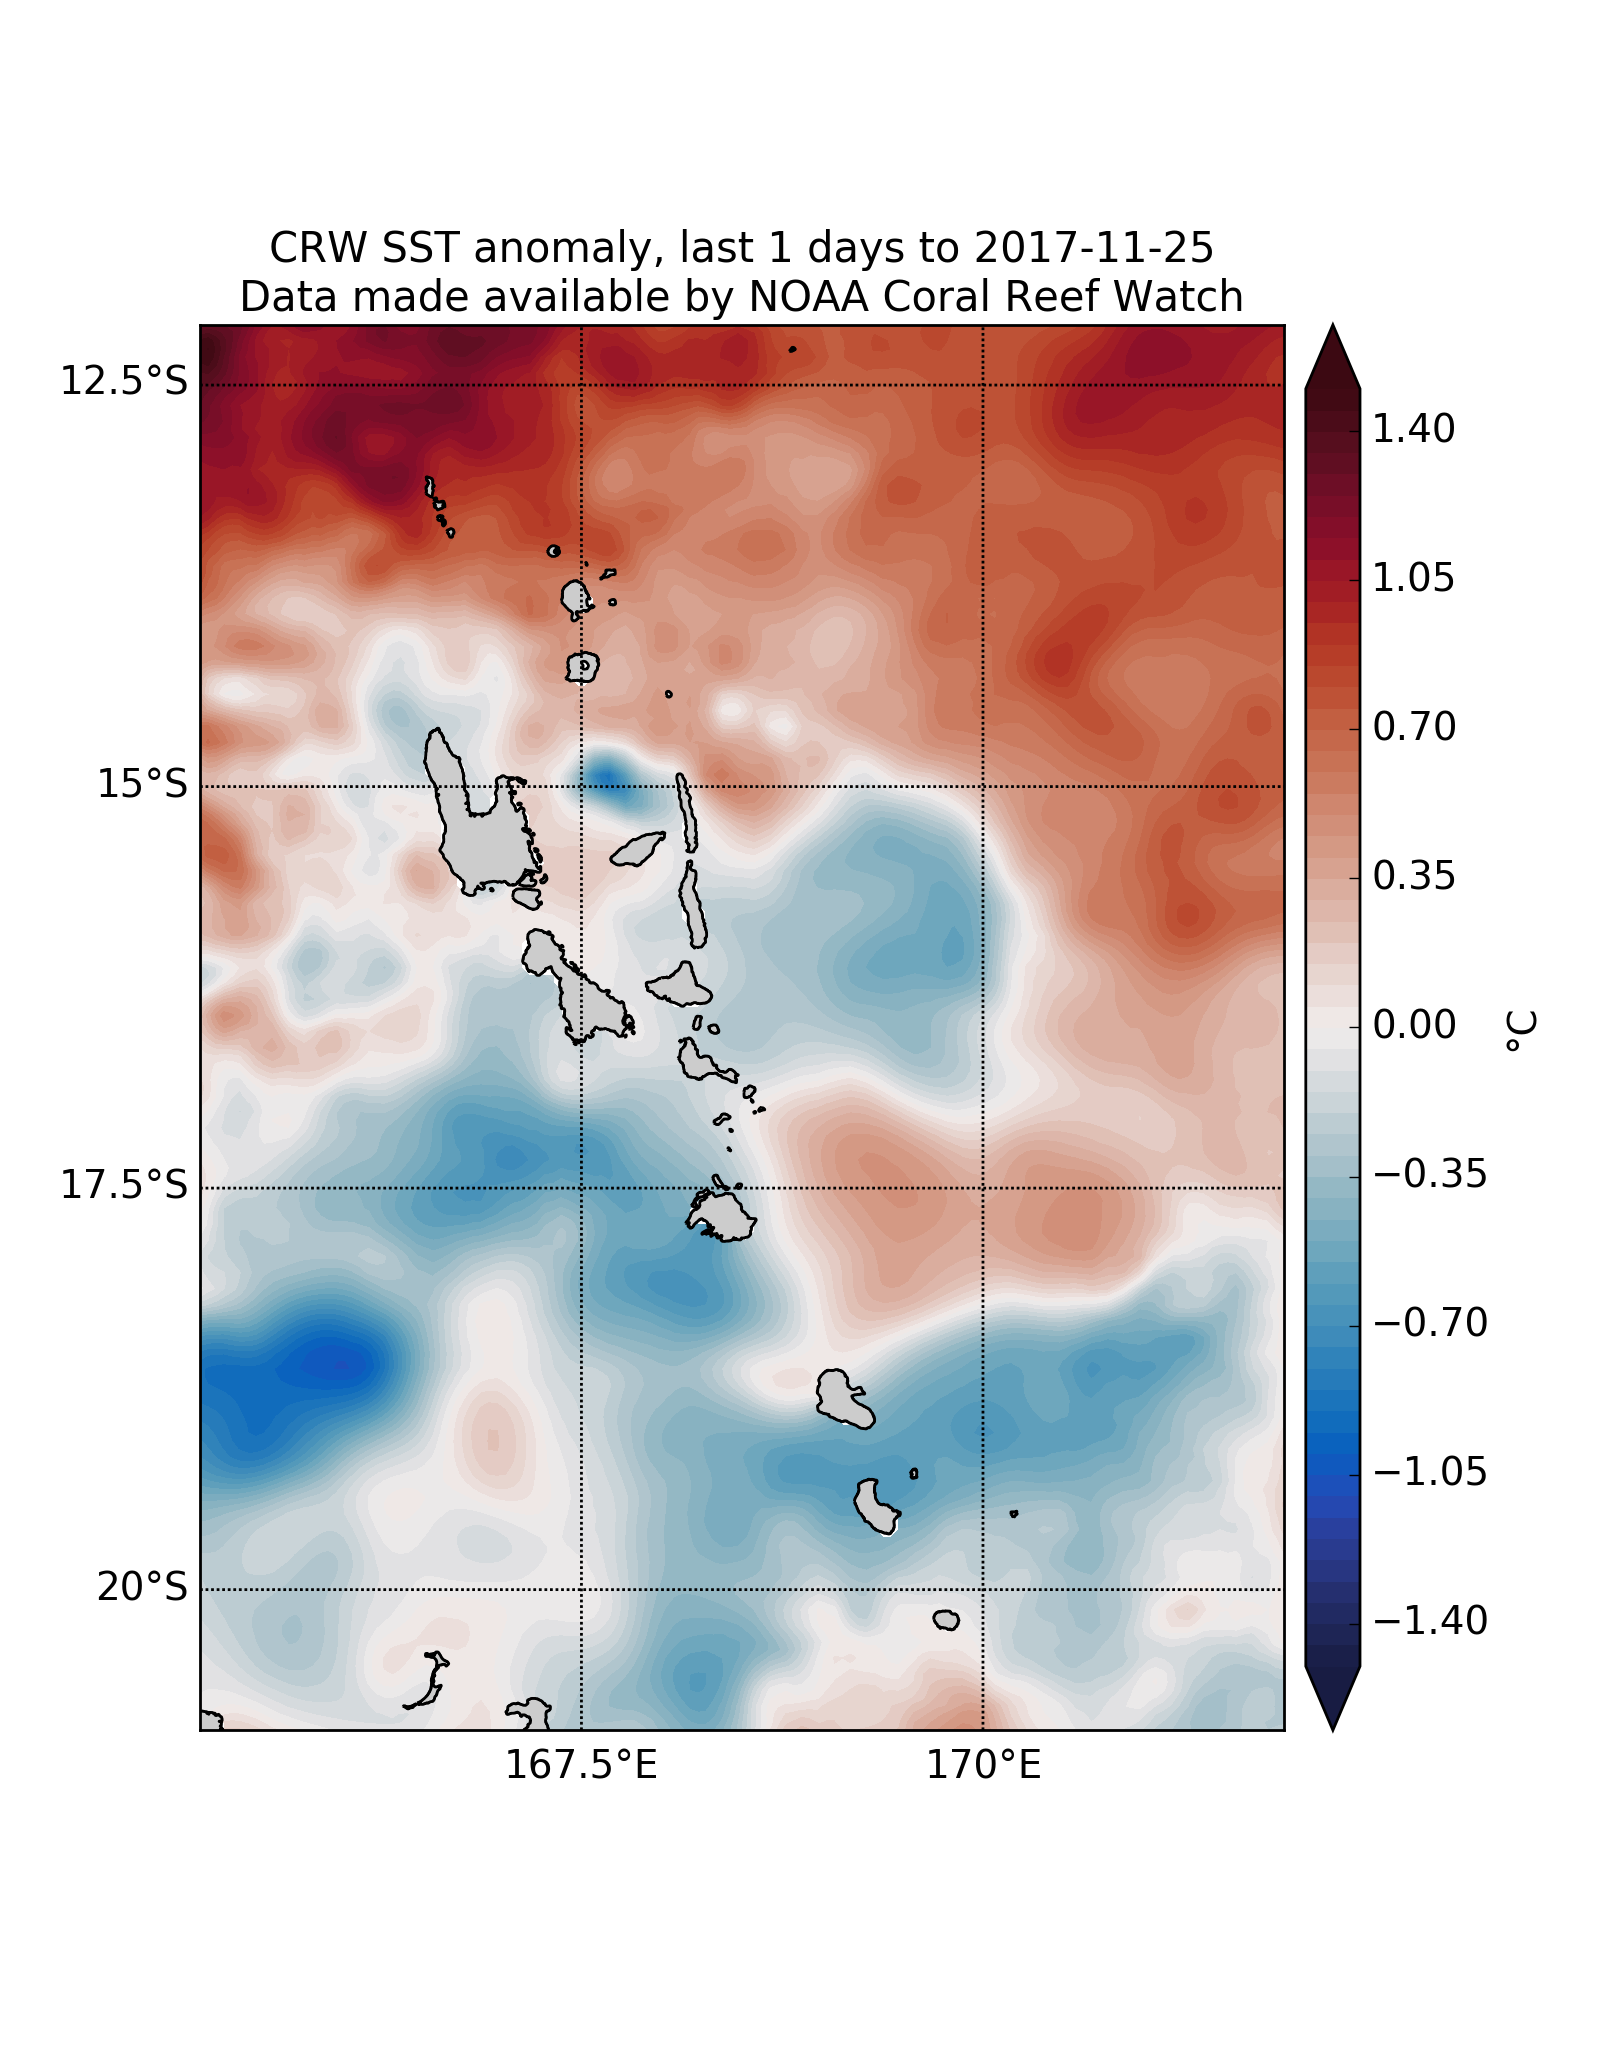 CRW SST anomaly, last 1 days to 2017-11-25
Data made available by NOAA Coral Reef Watch
12.5°S
15°S
17.5°S
20°S
167.5°E
170°E
1.40
1.05
0.70
0.35
0.00
−0.35
−0.70
−1.05
−1.40
°C